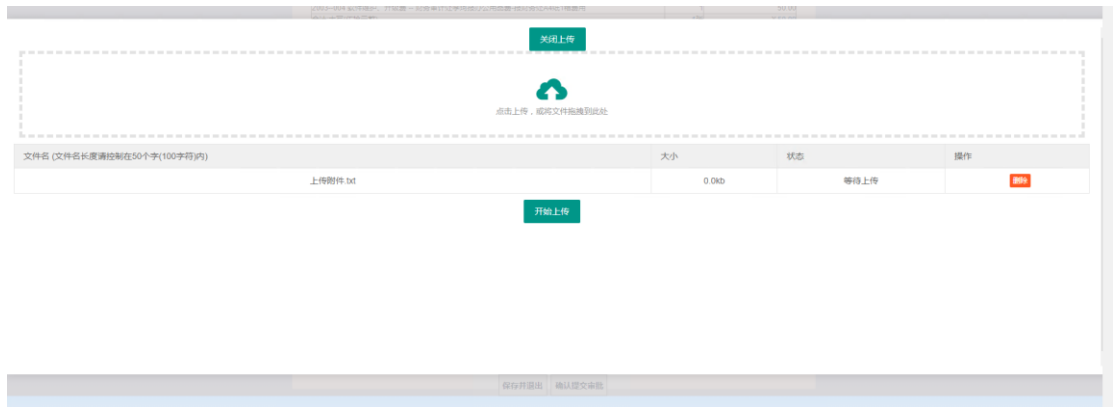 关闭上传
点击上传，或将文件拖拽到此处
文件名 (文件名长度请控制在50个字(100字符)内) 大小 状态 操作
上传附件.txt 0.0kb 等待上传 删除
开始上传
保存并退出 确认提交审批